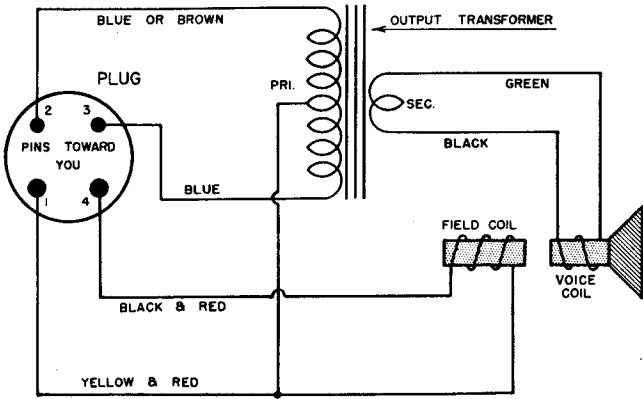 BLUE OR BROWN
OUTPUT TRANSFORMER
PLUG
PRI.
GREEN
SEC.
2 3
PINS TOWARD
YOU
BLACK
1 4
BLUE
FIELD COIL
VOICE
COIL
BLACK & RED
YELLOW & RED